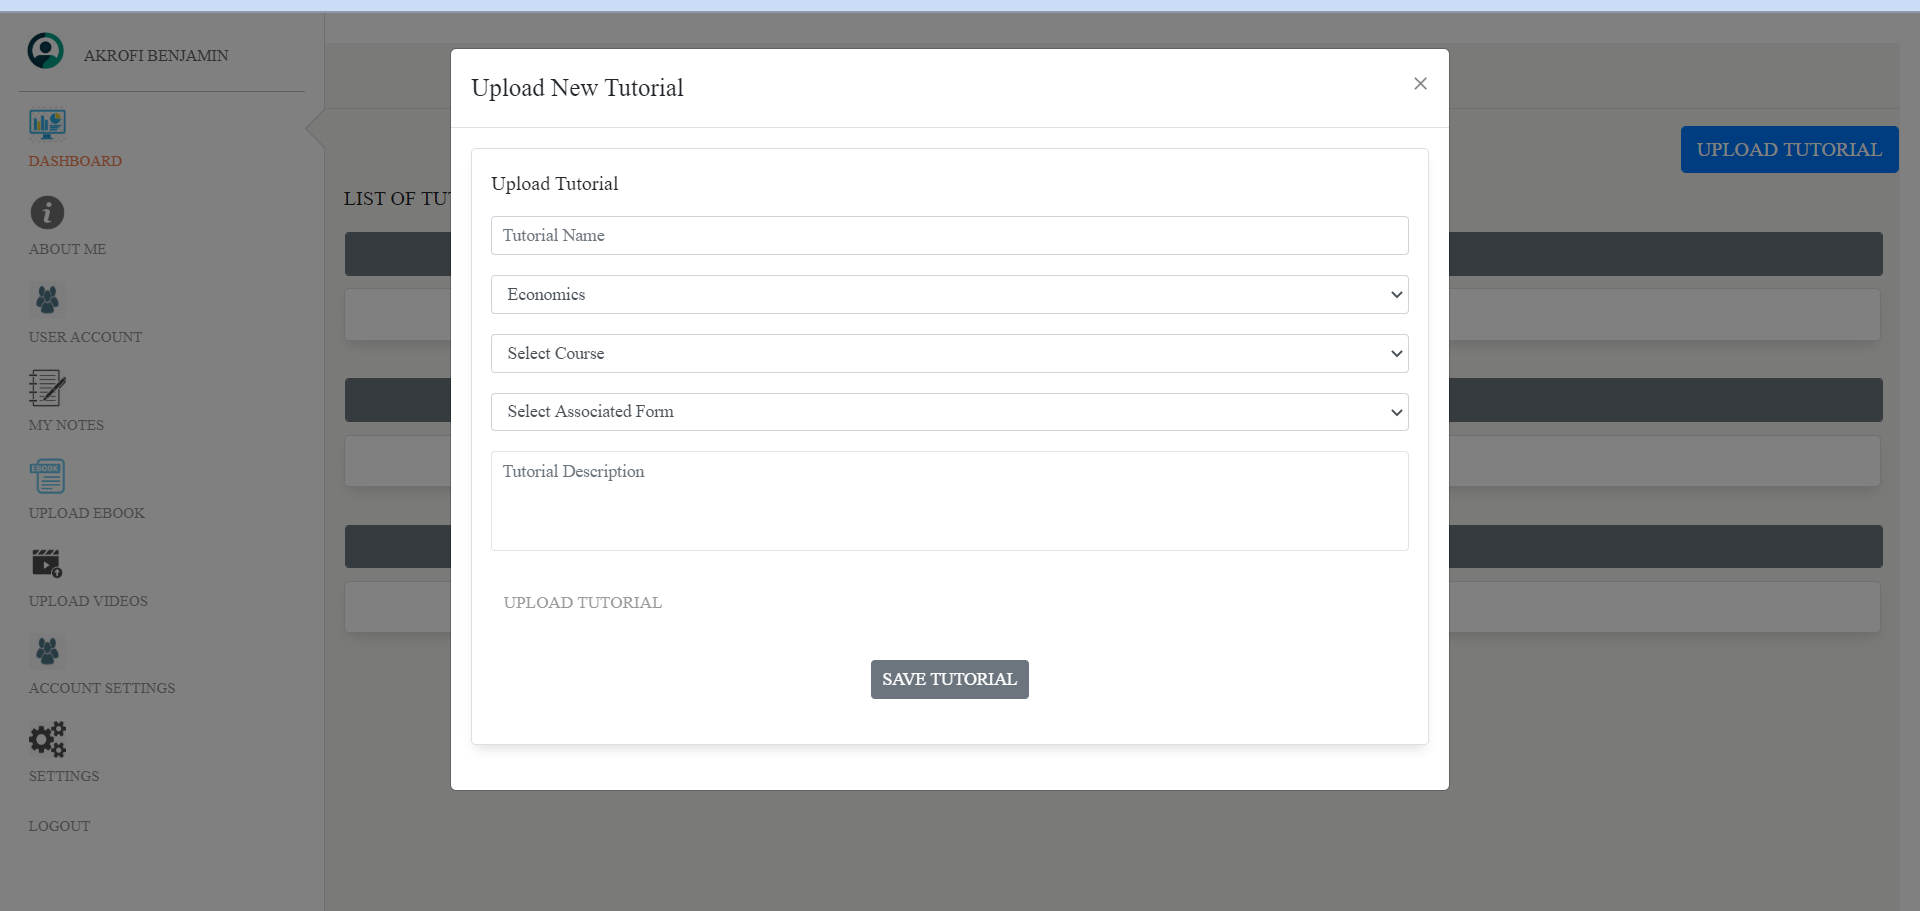 AKROFI BENJAMIN
DASHBOARD
ABOUT ME
USER ACCOUNT
MY NOTES
EBOOK
UPLOAD EBOOK
UPLOAD VIDEOS
ACCOUNT SETTINGS
SETTINGS
LOGOUT
UPLOAD TUTORIAL
LIST OF TU
Upload New Tutorial
×
Upload Tutorial
Tutorial Name
Economics
Select Course
Select Associated Form
Tutorial Description
UPLOAD TUTORIAL
SAVE TUTORIAL